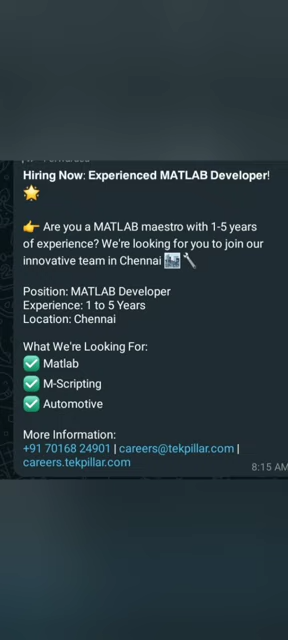 Hiring Now: Experienced MATLAB Developer!
🌟
👉 Are you a MATLAB maestro with 1-5 years
of experience? We're looking for you to join our
innovative team in Chennai 🏙️🔧
Position: MATLAB Developer
Experience: 1 to 5 Years
Location: Chennai
What We're Looking For:
✅ Matlab
✅ M-Scripting
✅ Automotive
More Information:
+91 70168 24901 | careers@tekpillar.com |
careers.tekpillar.com
8:15 AM